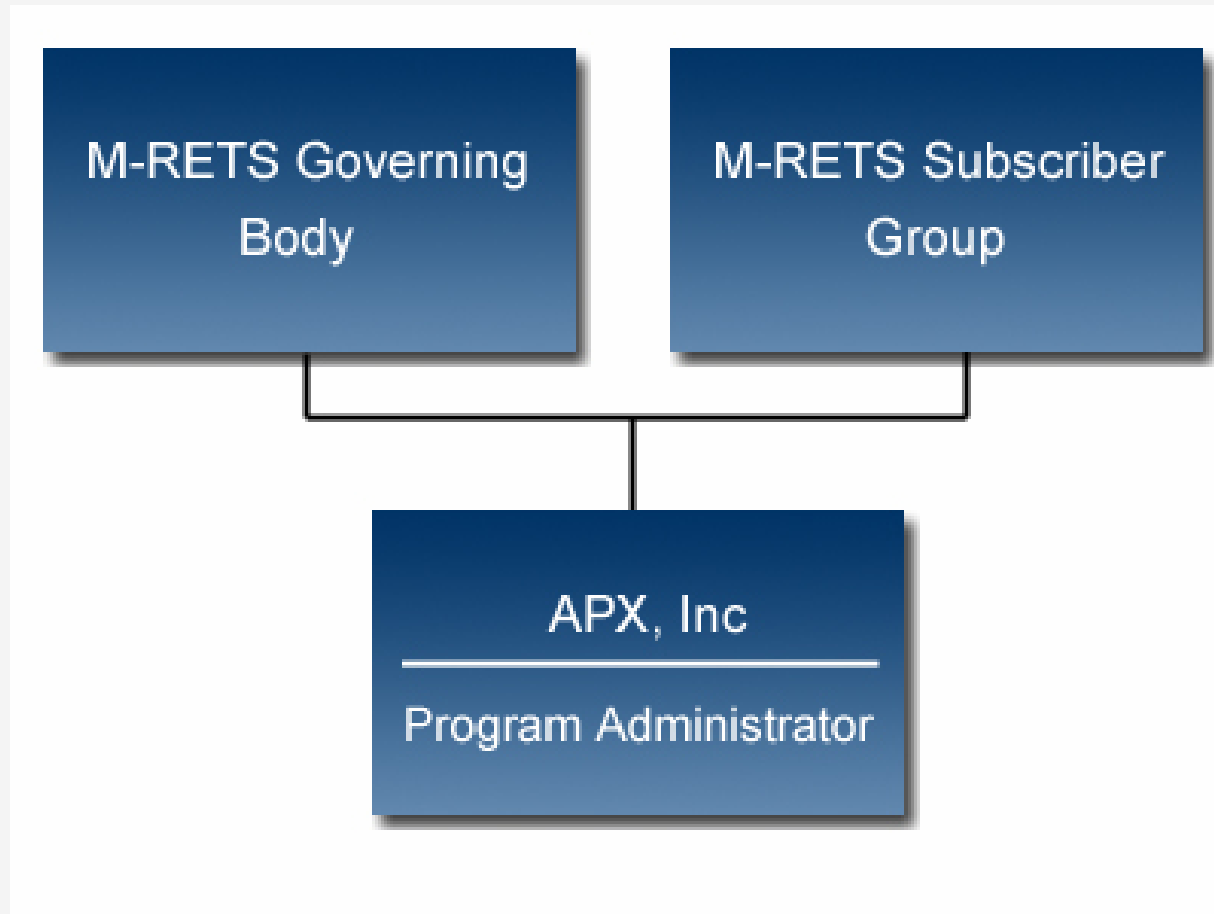 M-RETS Governing
Body
M-RETS Subscriber
Group
APX, Inc
Program Administrator